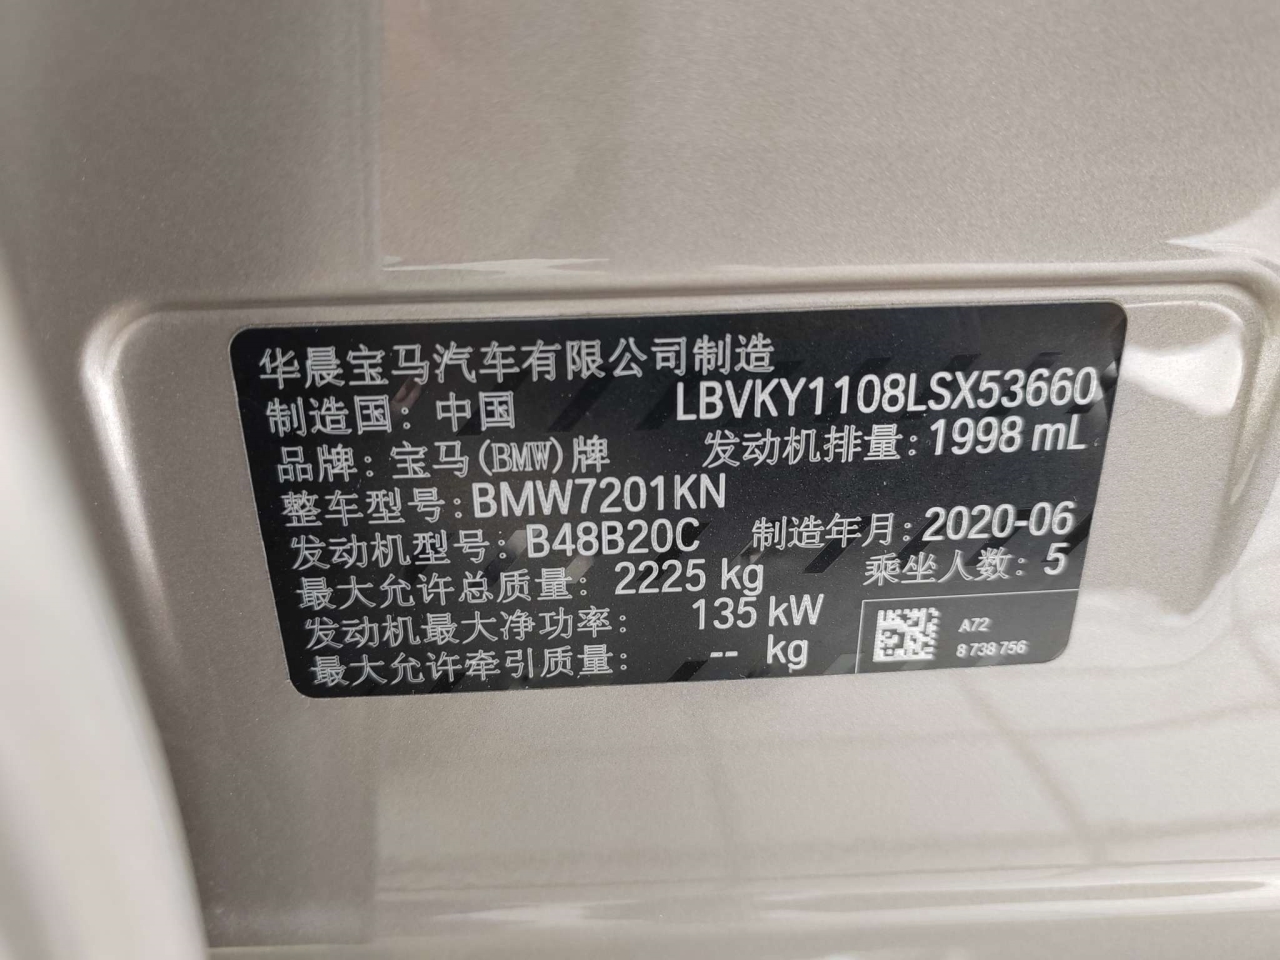 华晨宝马汽车有限公司制造
制造国：中国 LBVKY1108LSX53660
品牌：宝马(BMW)牌 发动机排量：1998 mL
整车型号：BMW7201KN
发动机型号：B48B20C 制造年月：2020-06
最大允许总质量：2225 kg 乘坐人数：5
发动机最大净功率：135 kW
最大允许牵引质量：-- kg
A72
8 738 756